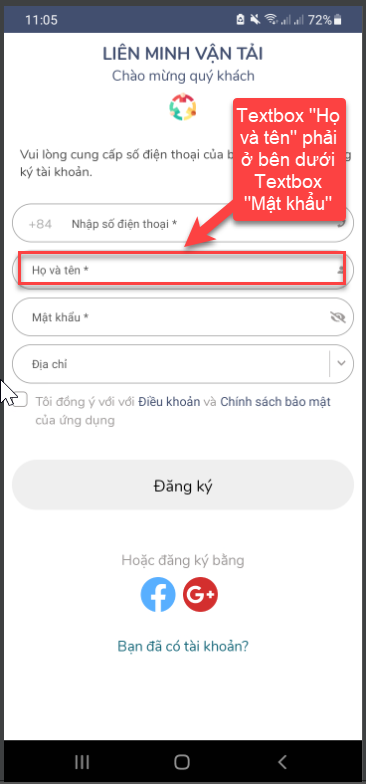 11:05
72%
LIÊN MINH VẬN TẢI
Chào mừng quý khách
Textbox "Họ
và tên" phải
ở bên dưới
Textbox
"Mật khẩu"
Vui lòng cung cấp số điện thoại của b
ng
ký tài khoản.
+84 Nhập số điện thoại *
Họ và tên *
Mật khẩu *
Địa chỉ
Tôi đồng ý với với Điều khoản và Chính sách bảo mật
của ứng dụng
Đăng ký
Hoặc đăng ký bằng
G+
Bạn đã có tài khoản?